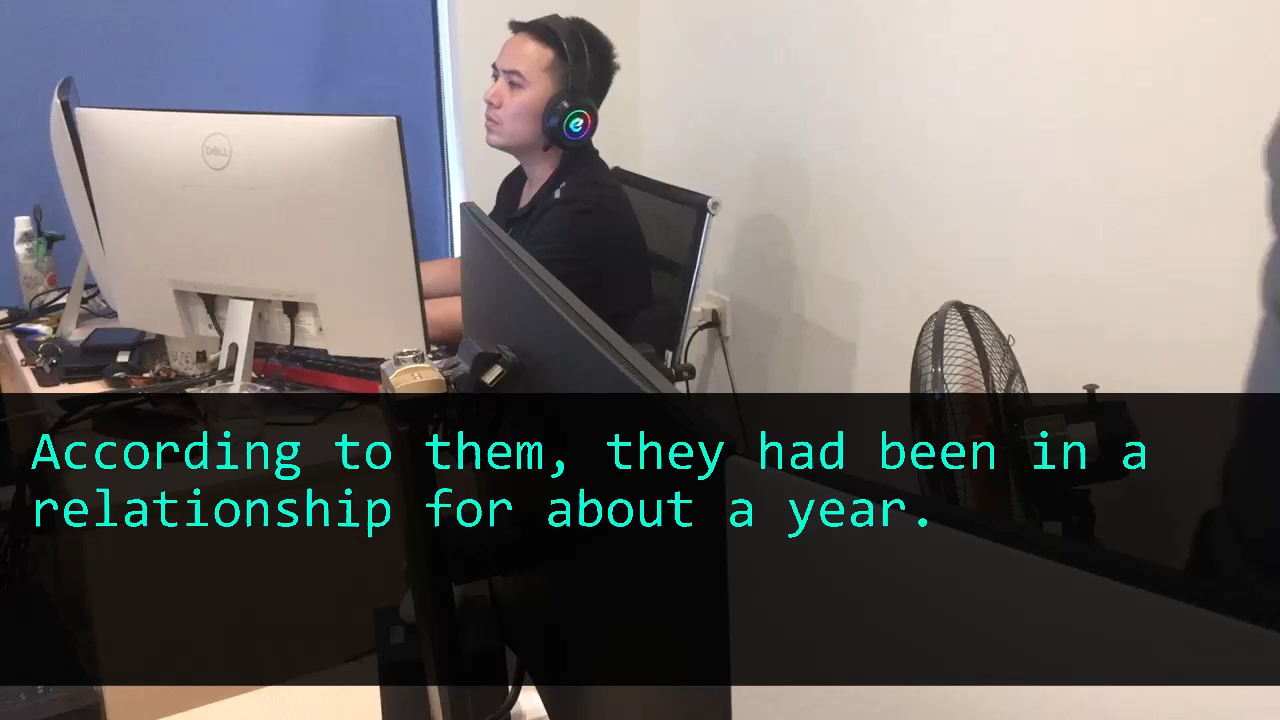 DELL
According to them, they had been in a
relationship for about a year.